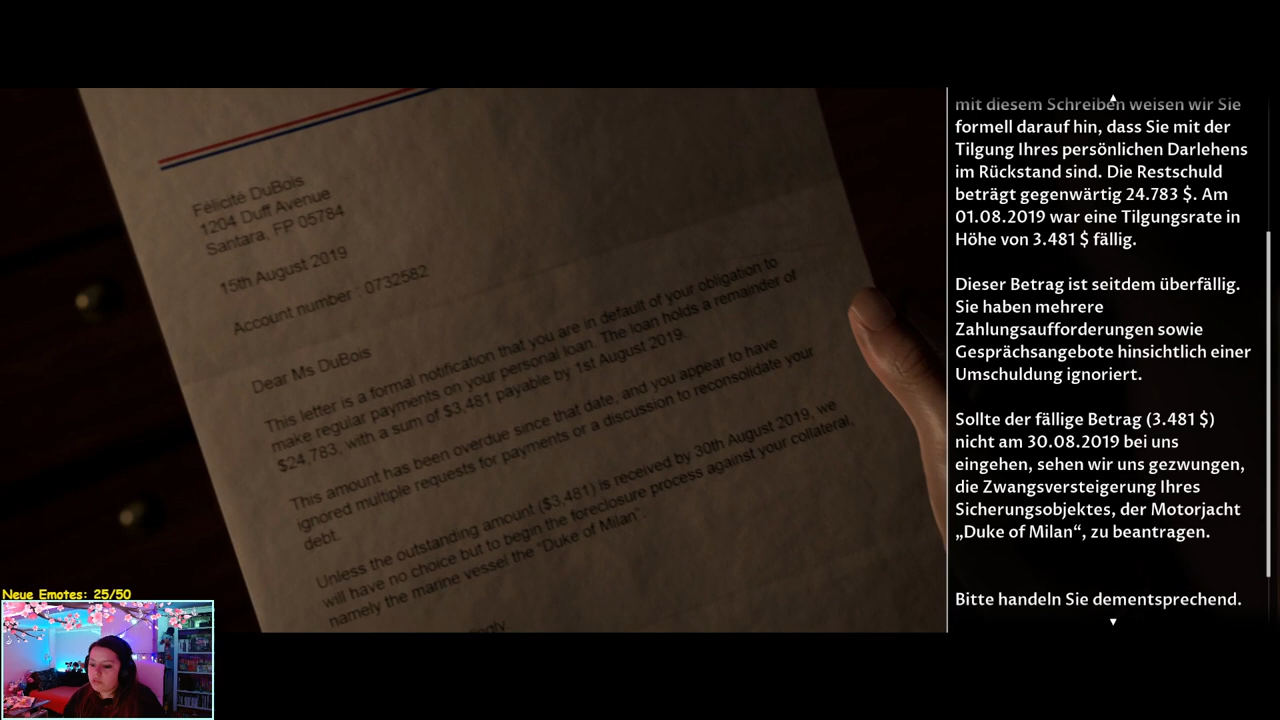 Félicité DuBois
1204 Duff Avenue
Santara, FP 05784
15th August 2019
Account number : 0732582
Dear Ms DuBois
This letter is a formal notification that you are in default of your obligation to
make regular payments on your personal loan. The loan holds a remainder of
$24,783, with a sum of $3,481 payable by 1st August 2019.
This amount has been overdue since that date, and you appear to have
ignored multiple requests for payments or a discussion to reconsolidate your
debt.
Unless the outstanding amount ($3,481) is received by 30th August 2019, we
will have no choice but to begin the foreclosure process against your collateral,
namely the marine vessel the "Duke of Milan".
mit diesem Schreiben weisen wir Sie
formell darauf hin, dass Sie mit der
Tilgung Ihres persönlichen Darlehens
im Rückstand sind. Die Restschuld
beträgt gegenwärtig 24.783 $. Am
01.08.2019 war eine Tilgungsrate in
Höhe von 3.481 $ fällig.
Dieser Betrag ist seitdem überfällig.
Sie haben mehrere
Zahlungsaufforderungen sowie
Gesprächsangebote hinsichtlich einer
Umschuldung ignoriert.
Sollte der fällige Betrag (3.481 $)
nicht am 30.08.2019 bei uns
eingehen, sehen wir uns gezwungen,
die Zwangsversteigerung Ihres
Sicherungsobjektes, der Motorjacht
„Duke of Milan“, zu beantragen.
Bitte handeln Sie dementsprechend.
Neue Emotes: 25/50